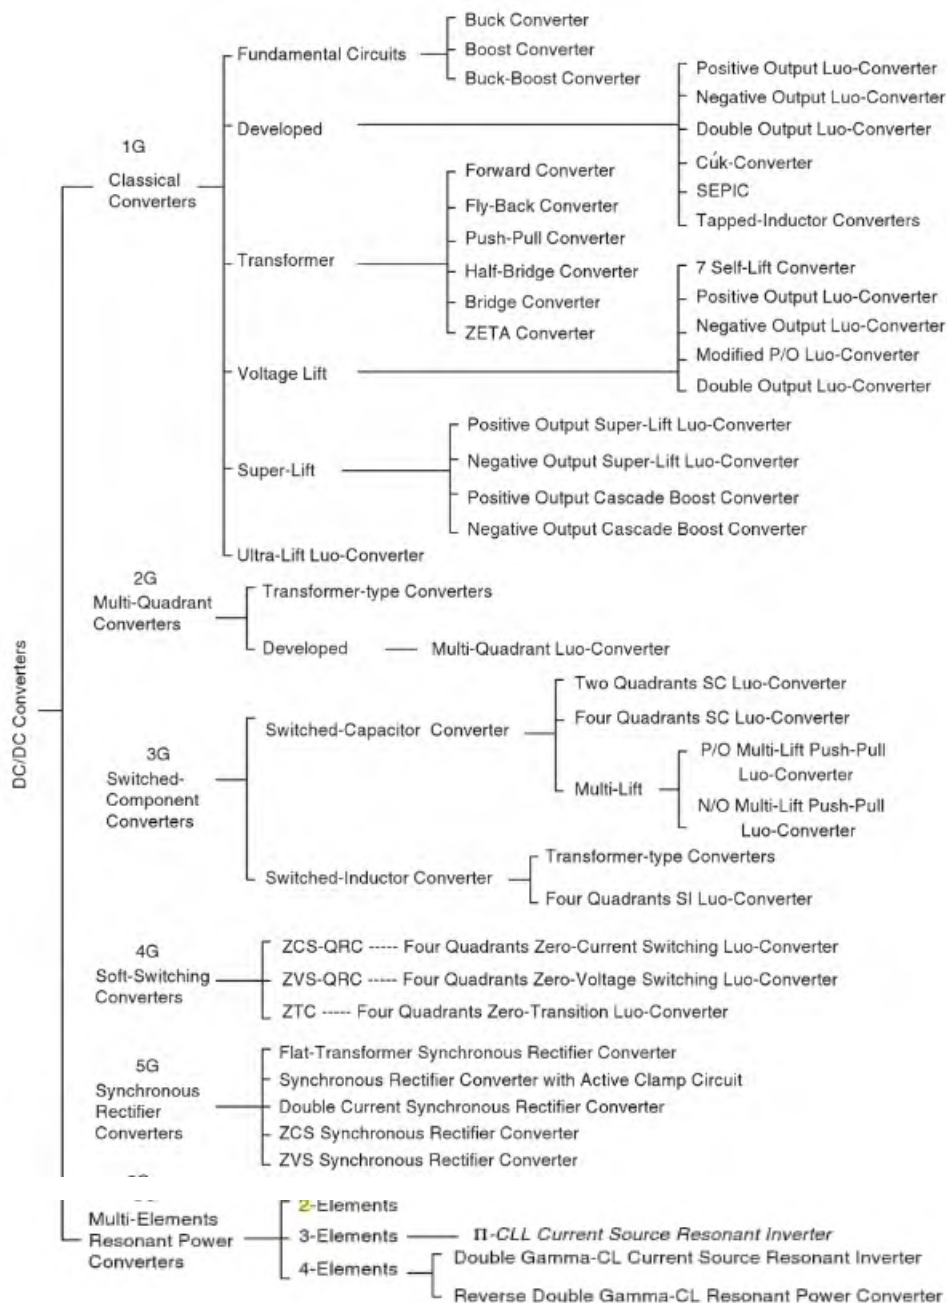 DC/DC Converters
1G
Classical
Converters
Fundamental Circuits
Buck Converter
Boost Converter
Buck-Boost Converter
Developed
Positive Output Luo-Converter
Negative Output Luo-Converter
Double Output Luo-Converter
Cúk-Converter
SEPIC
Tapped-Inductor Converters
Transformer
Forward Converter
Fly-Back Converter
Push-Pull Converter
Half-Bridge Converter
Bridge Converter
ZETA Converter
Voltage Lift
7 Self-Lift Converter
Positive Output Luo-Converter
Negative Output Luo-Converter
Modified P/O Luo-Converter
Double Output Luo-Converter
Super-Lift
Positive Output Super-Lift Luo-Converter
Negative Output Super-Lift Luo-Converter
Positive Output Cascade Boost Converter
Negative Output Cascade Boost Converter
Ultra-Lift Luo-Converter
2G
Multi-Quadrant
Converters
Transformer-type Converters
Developed
Multi-Quadrant Luo-Converter
3G
Switched-
Component
Converters
Switched-Capacitor Converter
Two Quadrants SC Luo-Converter
Four Quadrants SC Luo-Converter
Multi-Lift
P/O Multi-Lift Push-Pull
Luo-Converter
N/O Multi-Lift Push-Pull
Luo-Converter
Switched-Inductor Converter
Transformer-type Converters
Four Quadrants SI Luo-Converter
4G
Soft-Switching
Converters
ZCS-QRC ----- Four Quadrants Zero-Current Switching Luo-Converter
ZVS-QRC ----- Four Quadrants Zero-Voltage Switching Luo-Converter
ZTC ----- Four Quadrants Zero-Transition Luo-Converter
5G
Synchronous
Rectifier
Converters
Flat-Transformer Synchronous Rectifier Converter
Synchronous Rectifier Converter with Active Clamp Circuit
Double Current Synchronous Rectifier Converter
ZCS Synchronous Rectifier Converter
ZVS Synchronous Rectifier Converter
Multi-Elements
Resonant Power
Converters
2-Elements
3-Elements
Π-CLL Current Source Resonant Inverter
4-Elements
Double Gamma-CL Current Source Resonant Inverter
Reverse Double Gamma-CL Resonant Power Converter